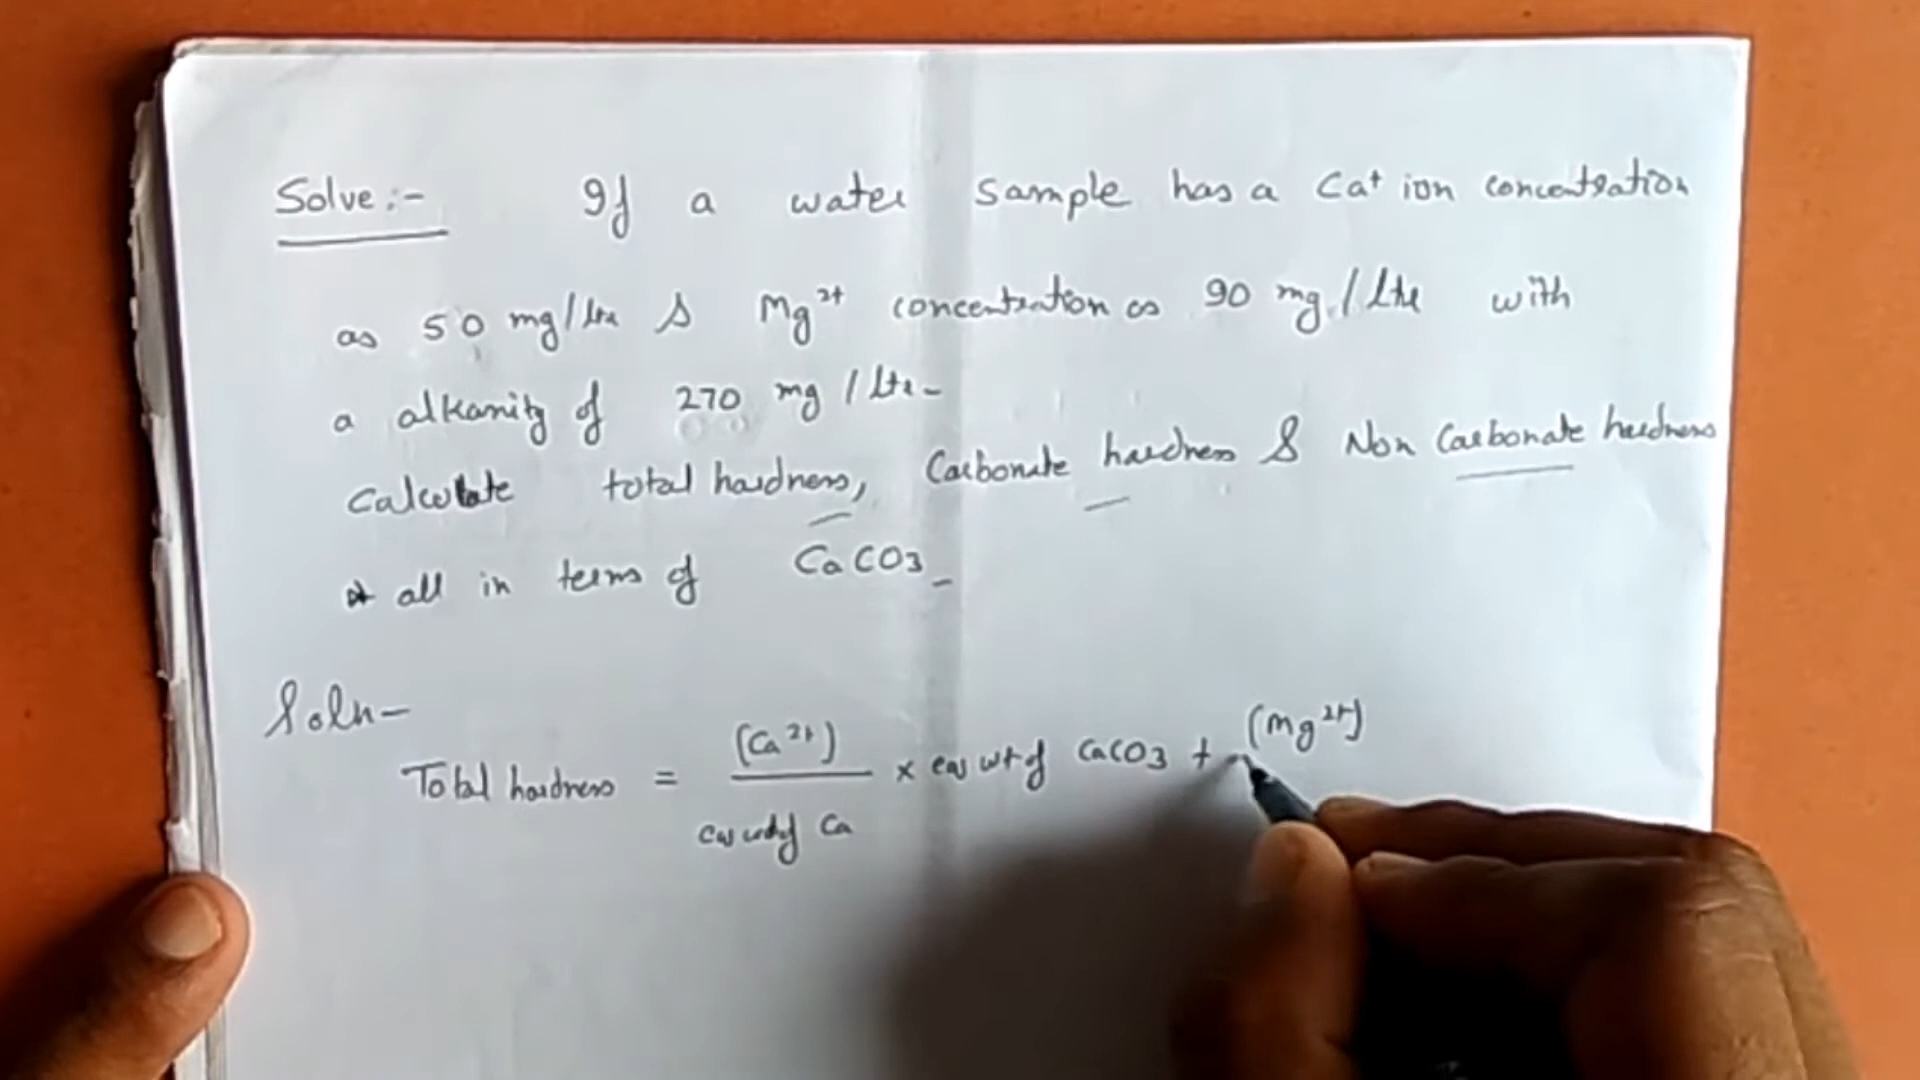 Solve:- If a water sample has a Ca+ ion concentration
as 50 mg/ltr & Mg2+ concentration as 90 mg/ltr with
a alkanity of 270 mg/ltr-
Calculate total hardness, Carbonate hardness & Non Carbonate hardness
all in terms of CaCO3-
Soln-
Total hardness = (Ca2+) / eq wt of Ca × eq wt of CaCO3 + (Mg2+)